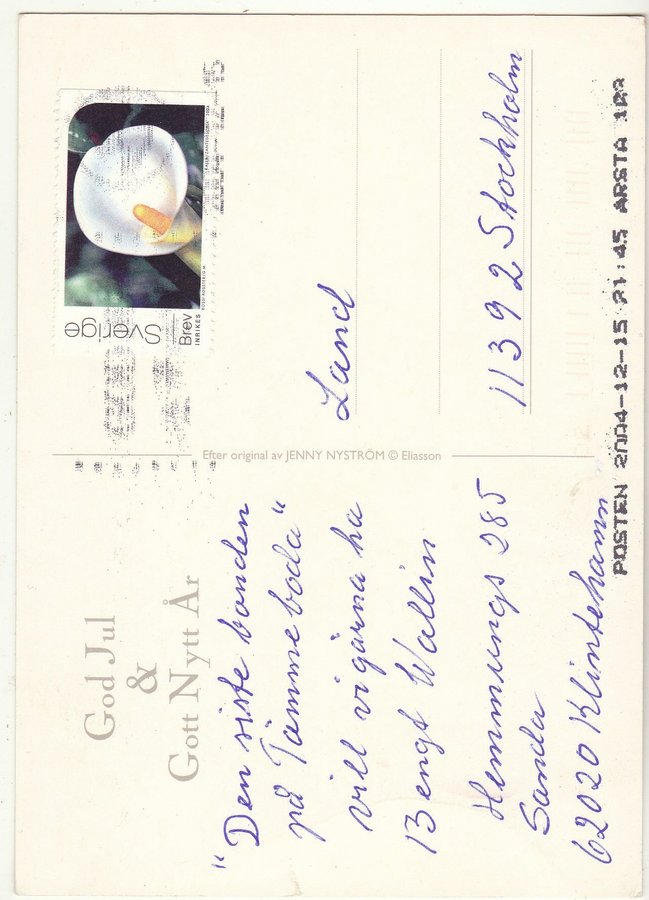 God Jul
&
Gott Nytt År
"Den siste bonden
på Tämmeboda"
vill vi gärna ha
Bengt Wallin
Hemmungs 285
Sanda
62020 Klintehamn
Efter original av JENNY NYSTRÖM © Eliasson
Sverige
Brev
INRIKES
Land
11392 Stockholm
POSTEN 2004-12-15 21:45 ÅRSTA